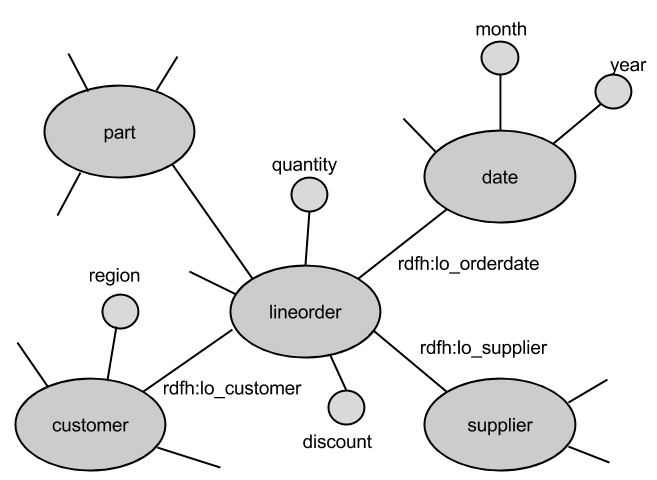 month
year
part
quantity
date
rdfh:lo_orderdate
region
lineorder
rdfh:lo_supplier
rdfh:lo_customer
customer
supplier
discount